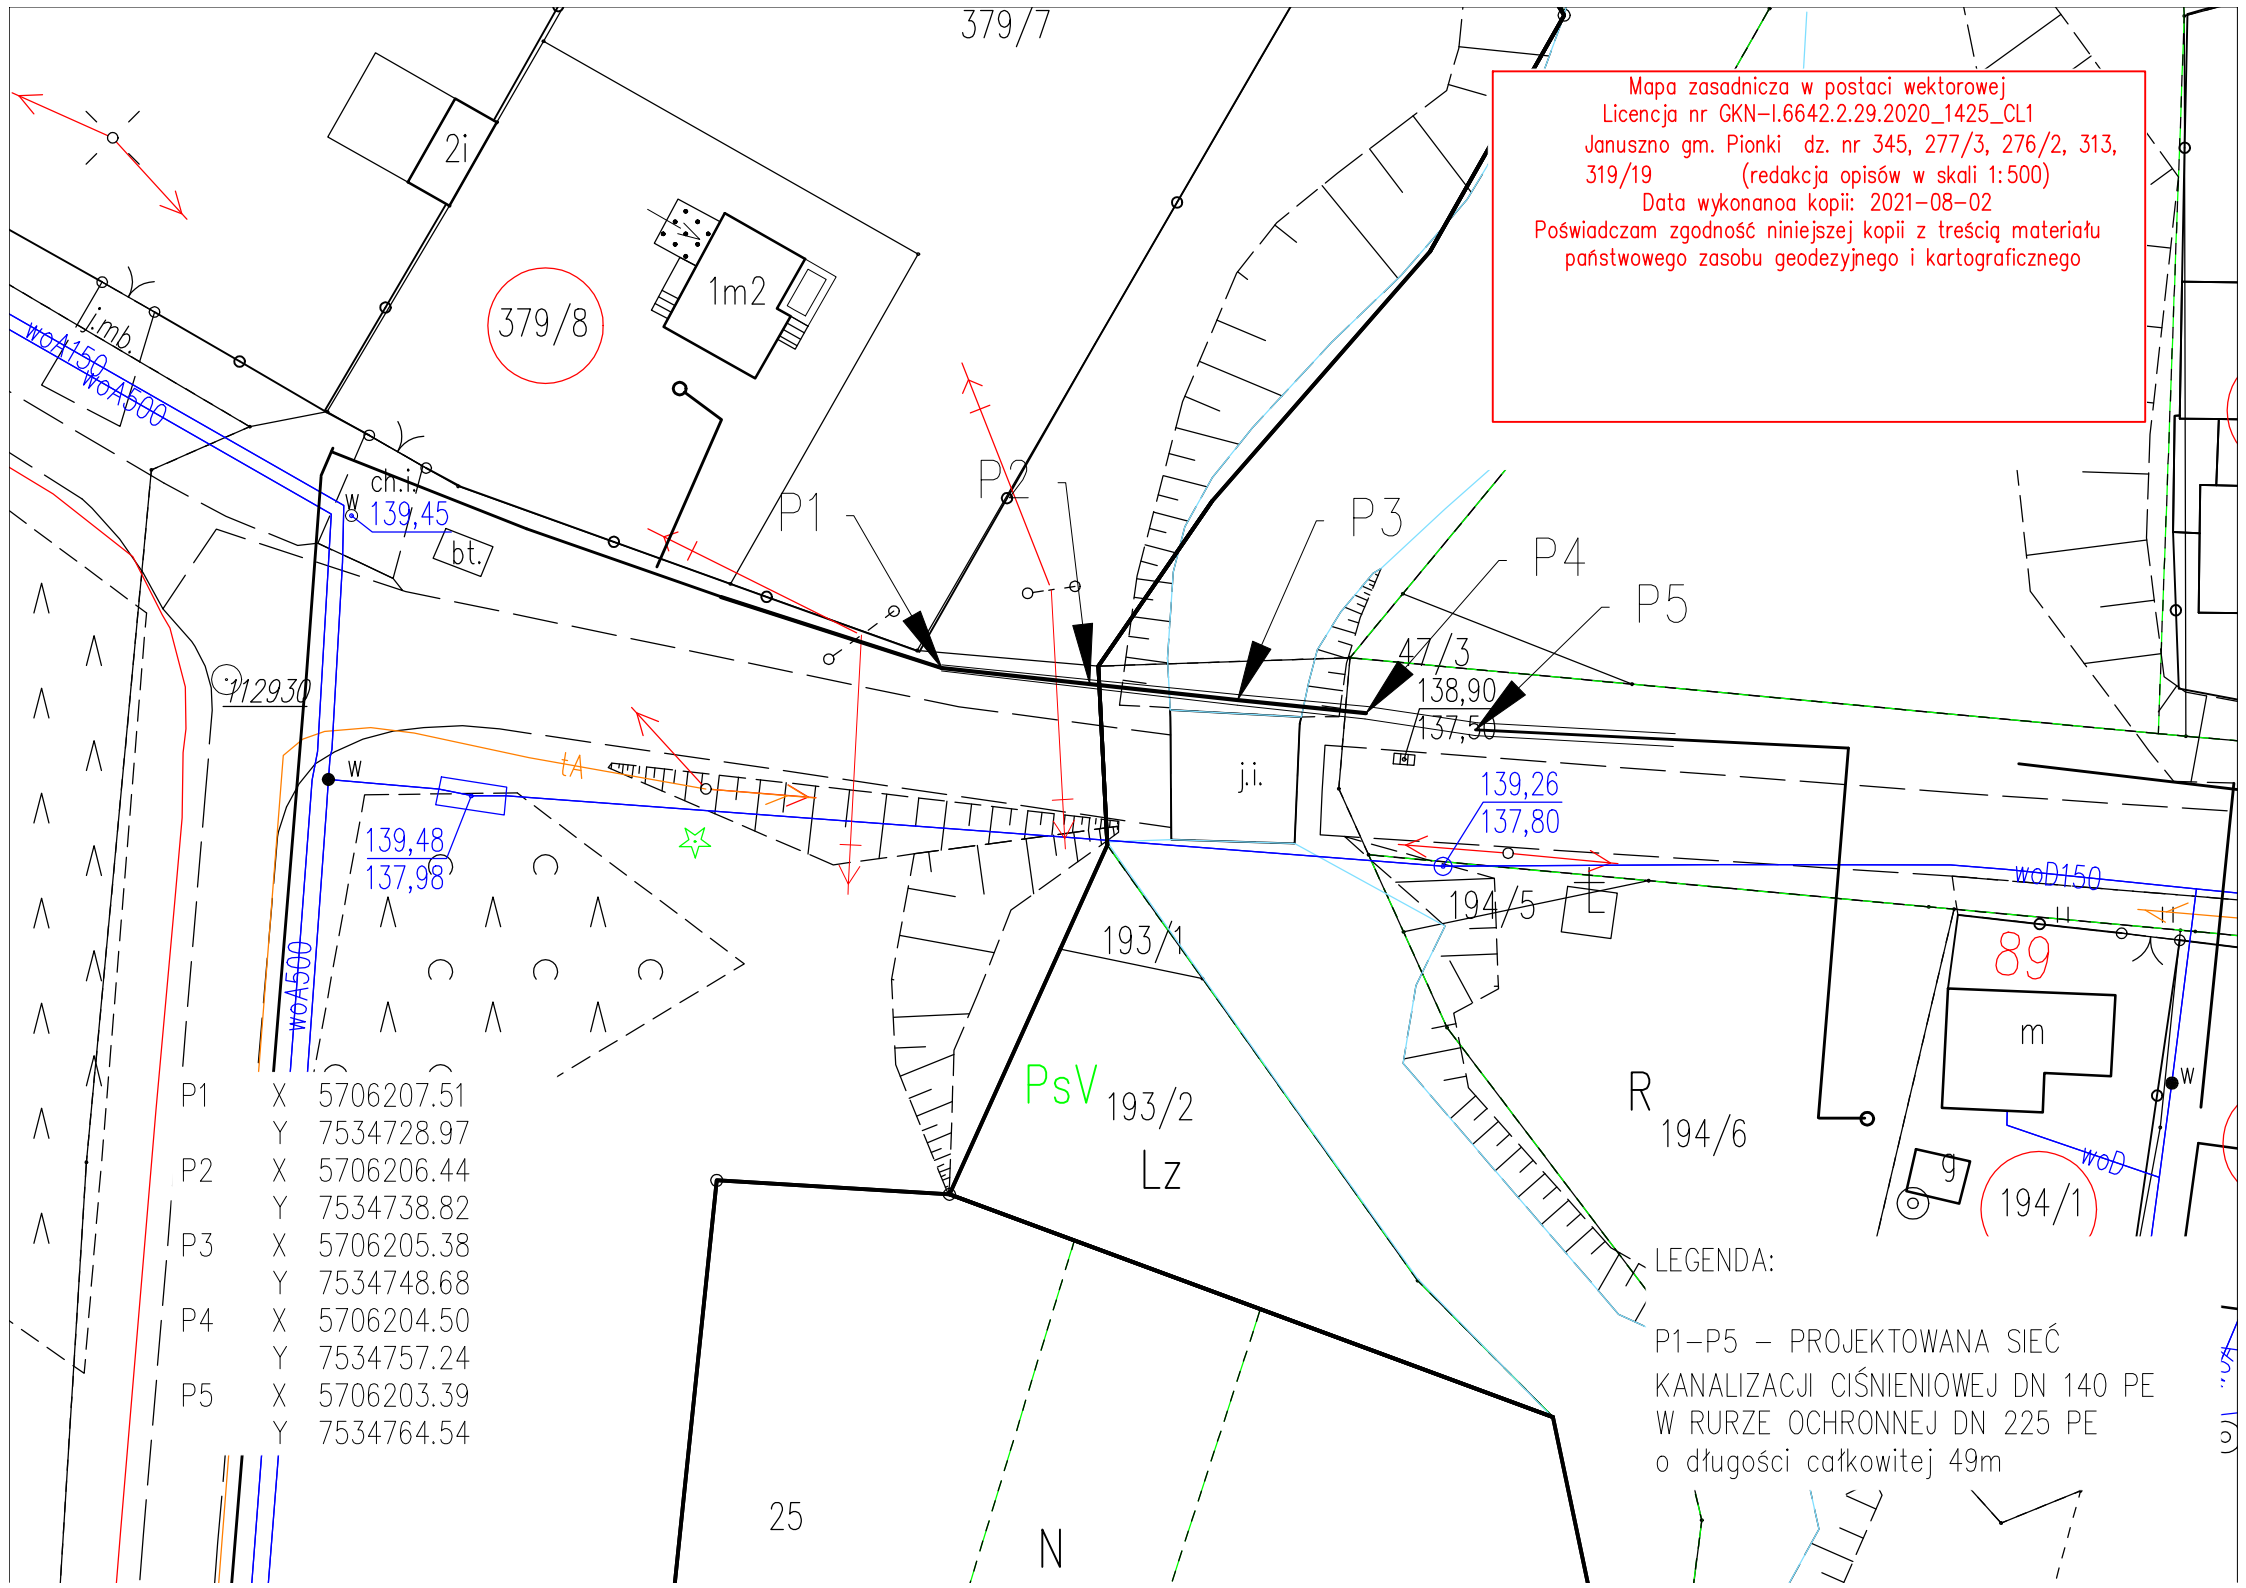 379/7
Mapa zasadnicza w postaci wektorowej
Licencja nr GKN-I.6642.2.29.2020_1425_CL1
Januszno gm. Pionki dz. nr 345, 277/3, 276/2, 313,
319/19 (redakcja opisów w skali 1:500)
Data wykonanoa kopii: 2021-08-02
Poświadczam zgodność niniejszej kopii z treścią materiału
państwowego zasobu geodezyjnego i kartograficznego
2i
1m2
379/8
j.mb.
woA150
woA500
ch.i.
w
139,45
bt.
P1
P2
P3
P4
P5
47/3
138,90
137,50
112930
w
tA
j.i.
139,26
137,80
139,48
137,98
woD150
194/5
L
193/1
89
woA500
m
w
PsV
193/2
Lz
R
194/6
woD
g
194/1
P1 X 5706207.51
Y 7534728.97
P2 X 5706206.44
Y 7534738.82
P3 X 5706205.38
Y 7534748.68
P4 X 5706204.50
Y 7534757.24
P5 X 5706203.39
Y 7534764.54
LEGENDA:
P1-P5 - PROJEKTOWANA SIEĆ
KANALIZACJI CIŚNIENIOWEJ DN 140 PE
W RURZE OCHRONNEJ DN 225 PE
o długości całkowitej 49m
25
N